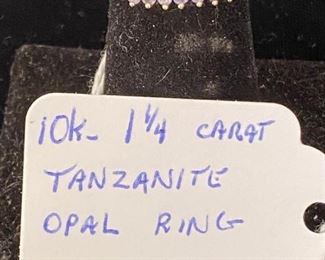 10K- 1 1/4 CARAT
TANZANITE
OPAL RING